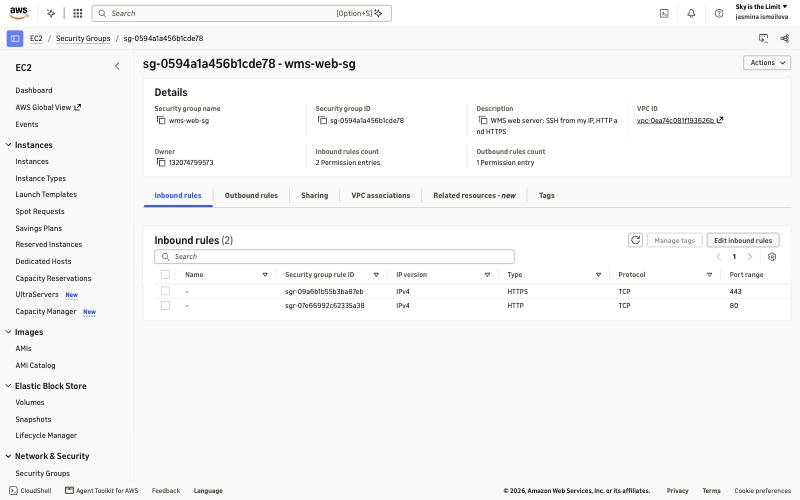 aws
Search [Option+S]
Sky is the Limit
jasmina ismoilova
EC2 / Security Groups / sg-0594a1a456b1cde78
EC2
Dashboard
AWS Global View
Events
Instances
Instances
Instance Types
Launch Templates
Spot Requests
Savings Plans
Reserved Instances
Dedicated Hosts
Capacity Reservations
UltraServers New
Capacity Manager New
Images
AMIs
AMI Catalog
Elastic Block Store
Volumes
Snapshots
Lifecycle Manager
Network & Security
Security Groups
sg-0594a1a456b1cde78 - wms-web-sg
Actions
Details
Security group name
wms-web-sg
Security group ID
sg-0594a1a456b1cde78
Description
WMS web server: SSH from my IP, HTTP a
nd HTTPS
VPC ID
vpc-0ea74c081f193626b
Owner
132074799573
Inbound rules count
2 Permission entries
Outbound rules count
1 Permission entry
Inbound rules Outbound rules Sharing VPC associations Related resources - new Tags
Inbound rules (2)
Manage tags Edit inbound rules
Search
1
Name Security group rule ID IP version Type Protocol Port range
– sgr-09a6b1b55b3ba87eb IPv4 HTTPS TCP 443
– sgr-07e66992c62335a38 IPv4 HTTP TCP 80
CloudShell Agent Toolkit for AWS Feedback Language © 2026, Amazon Web Services, Inc. or its affiliates. Privacy Terms Cookie preferences